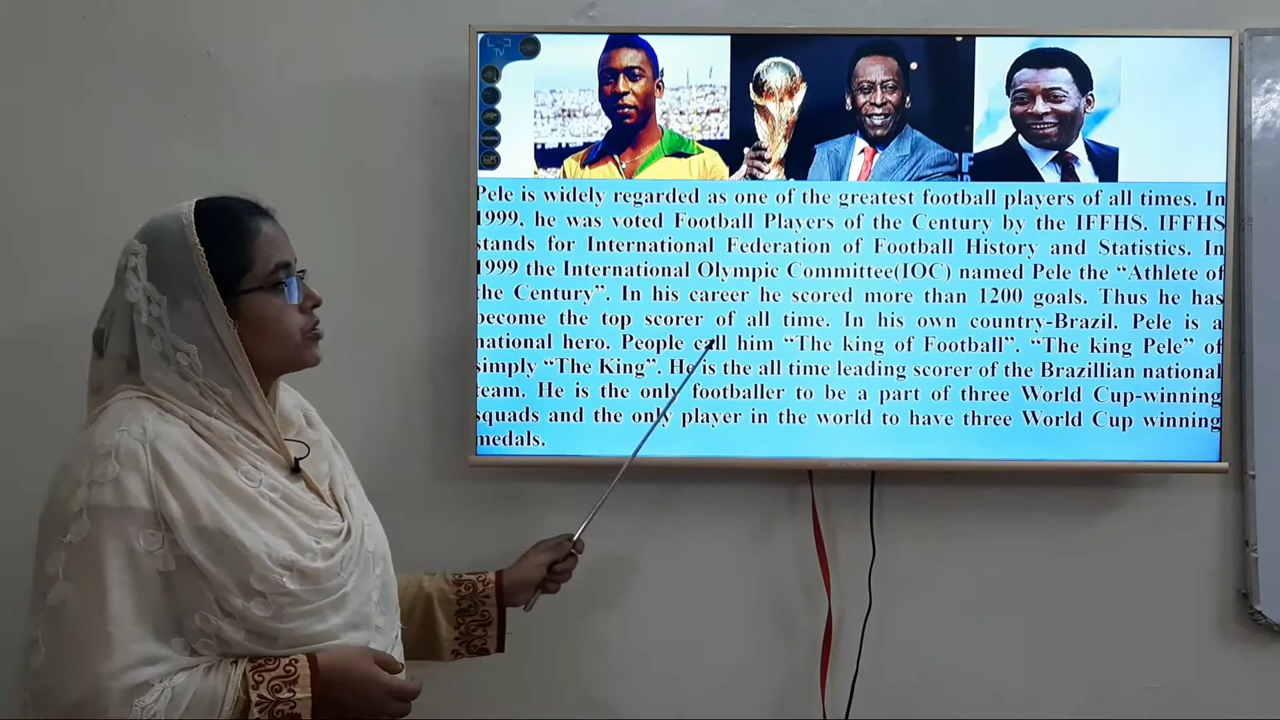 TV
Pele is widely regarded as one of the greatest football players of all times. In
1999, he was voted Football Players of the Century by the IFFHS. IFFHS
stands for International Federation of Football History and Statistics. In
1999 the International Olympic Committee(IOC) named Pele the “Athlete of
the Century”. In his career he scored more than 1200 goals. Thus he has
become the top scorer of all time. In his own country-Brazil. Pele is a
national hero. People call him “The king of Football”. “The king Pele” of
simply “The King”. He is the all time leading scorer of the Brazillian national
team. He is the only footballer to be a part of three World Cup-winning
squads and the only player in the world to have three World Cup winning
medals.